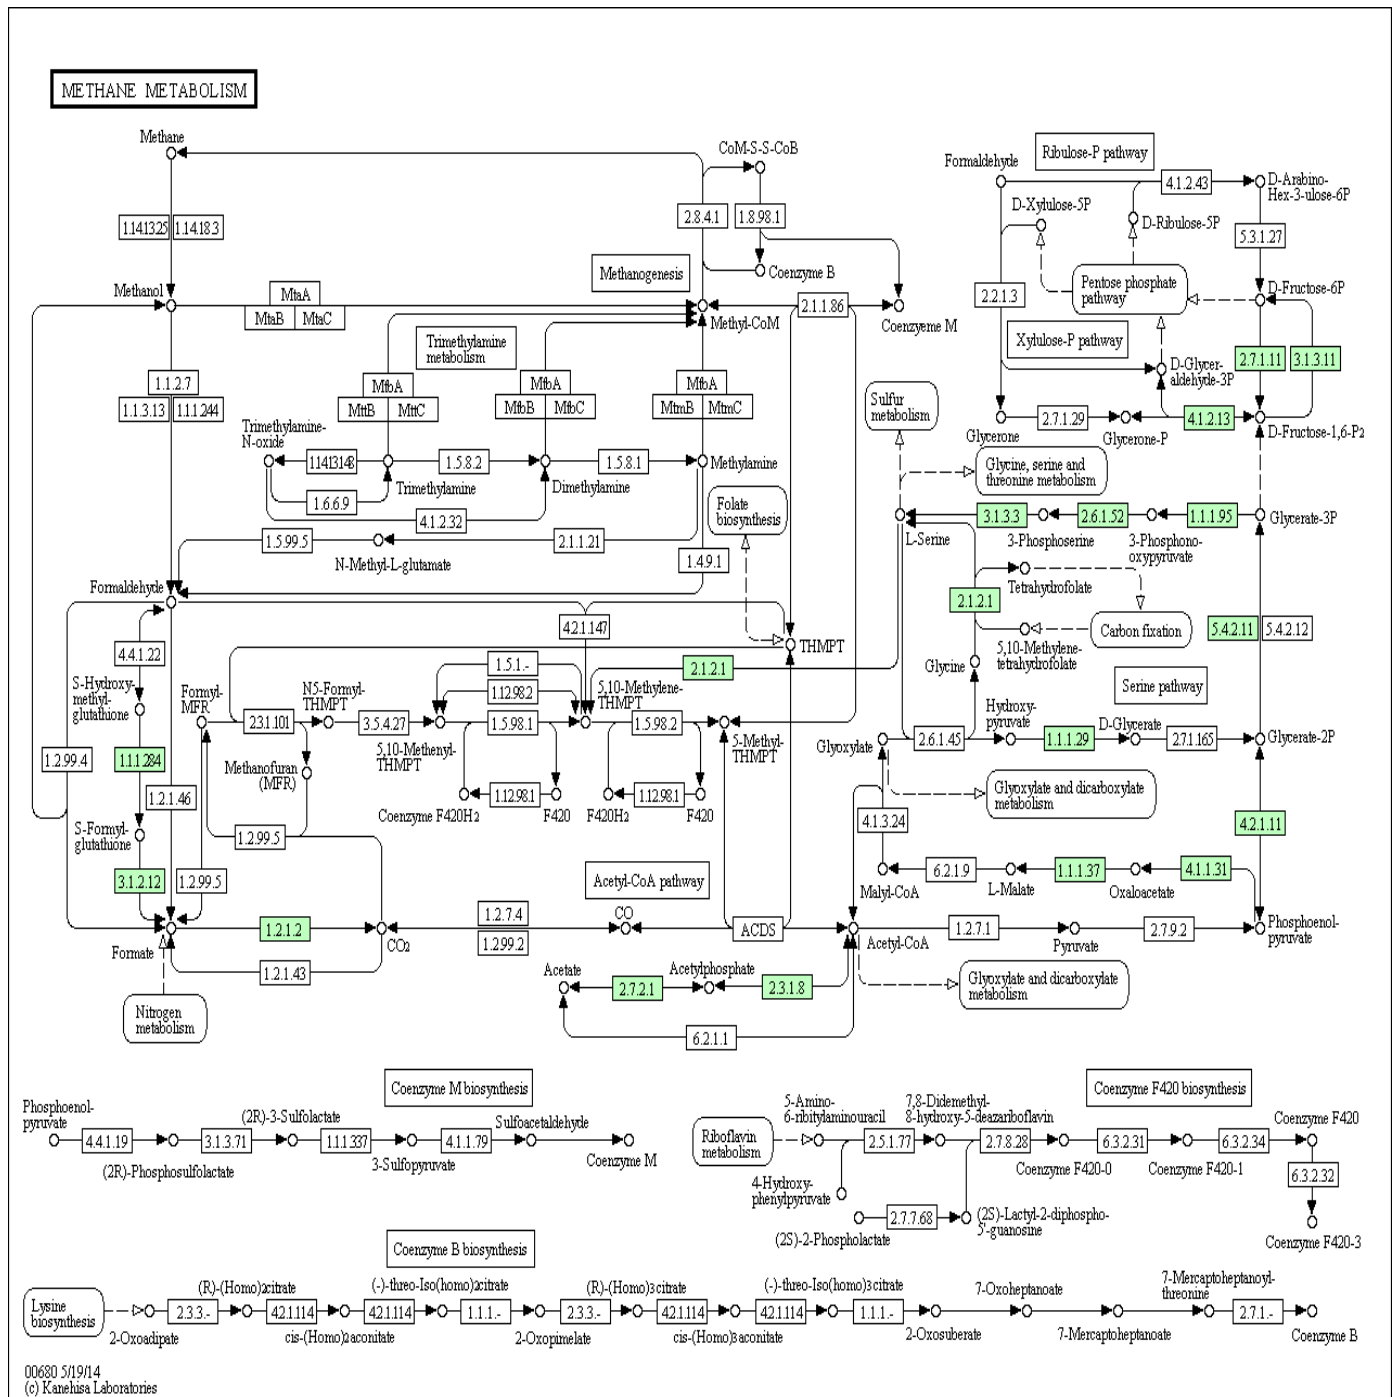 METHANE METABOLISM
Methane
CoM-S-S-CoB
Formaldehyde
Ribulose-P pathway
4.1.2.43
D-Arabino-
Hex-3-ulose-6P
D-Xylulose-5P
D-Ribulose-5P
1.14.13.25
1.14.18.3
2.8.4.1
1.8.98.1
5.3.1.27
Methanogenesis
Coenzyme B
Methanol
MtaA
MtaB
MtaC
Methyl-CoM
2.1.1.86
Coenzyeme M
2.2.1.3
Pentose phosphate
pathway
D-Fructose-6P
Trimethylamine
metabolism
Xylulose-P pathway
2.7.1.11
3.1.3.11
D-Glycer-
aldehyde-3P
1.1.2.7
1.1.3.13
1.1.1.244
MtbA
MttB
MttC
MtbA
MtbB
MtbC
MtbA
MtmB
MtmC
Sulfur
metabolism
2.7.1.29
4.1.2.13
Glycerone
Glycerone-P
D-Fructose-1,6-P2
Trimethylamine-
N-oxide
1.14.13.148
1.5.8.2
1.5.8.1
Methylamine
Trimethylamine
Dimethylamine
1.6.6.9
4.1.2.32
Glycine, serine and
threonine metabolism
Folate
biosynthesis
3.1.3.3
2.6.1.52
1.1.1.95
Glycerate-3P
L-Serine
3-Phosphoserine
3-Phosphono-
oxypyruvate
1.5.99.5
2.1.1.21
N-Methyl-L-glutamate
1.4.9.1
Tetrahydrofolate
Formaldehyde
2.1.2.1
4.2.1.147
Carbon fixation
5.4.2.11
5.4.2.12
THMPT
5,10-Methylene-
tetrahydrofolate
4.4.1.22
1.5.1.-
2.1.2.1
Glycine
Serine pathway
S-Hydroxy-
methyl-
glutathione
Formyl-
MFR
N5-Formyl-
THMPT
1.12.98.2
5,10-Methylene-
THMPT
2.3.1.101
3.5.4.27
1.5.98.1
1.5.98.2
Hydroxy-
pyruvate
D-Glycerate
5,10-Methenyl-
THMPT
5-Methyl-
THMPT
Glyoxylate
2.6.1.45
1.1.1.29
2.7.1.165
Glycerate-2P
1.2.99.4
1.1.1.284
Methanofuran
(MFR)
1.2.1.46
1.12.98.1
1.12.98.1
Coenzyme F420H2
F420
F420H2
F420
Glyoxylate and dicarboxylate
metabolism
S-Formyl-
glutathione
1.2.99.5
4.1.3.24
4.2.1.11
3.1.2.12
1.2.99.5
Acetyl-CoA pathway
6.2.1.9
1.1.1.37
4.1.1.31
Malyl-CoA
L-Malate
Oxaloacetate
1.2.1.2
1.2.7.4
1.2.99.2
CO
ACDS
1.2.7.1
2.7.9.2
Phosphoenol-
pyruvate
Formate
CO2
Acetyl-CoA
Pyruvate
1.2.1.43
Acetate
Acetylphosphate
2.7.2.1
2.3.1.8
Glyoxylate and dicarboxylate
metabolism
Nitrogen
metabolism
6.2.1.1
Coenzyme M biosynthesis
Phosphoenol-
pyruvate
(2R)-3-Sulfolactate
Sulfoacetaldehyde
4.4.1.19
3.1.3.71
1.1.1.337
4.1.1.79
(2R)-Phosphosulfolactate
3-Sulfopyruvate
Coenzyme M
Coenzyme F420 biosynthesis
5-Amino-
6-ribitylaminouracil
7,8-Didemethyl-
8-hydroxy-5-deazariboflavin
Coenzyme F420
Riboflavin
metabolism
2.5.1.77
2.7.8.28
6.3.2.31
6.3.2.34
Coenzyme F420-0
Coenzyme F420-1
6.3.2.32
4-Hydroxy-
phenylpyruvate
2.7.7.68
(2S)-Lactyl-2-diphospho-
5'-guanosine
(2S)-2-Phospholactate
Coenzyme F420-3
Coenzyme B biosynthesis
Lysine
biosynthesis
(R)-(Homo)2citrate
(-)-threo-Iso(homo)2citrate
(R)-(Homo)3citrate
(-)-threo-Iso(homo)3citrate
7-Oxoheptanoate
7-Mercaptoheptanoyl-
threonine
2.3.3.-
4.2.1.114
4.2.1.114
1.1.1.-
2.3.3.-
4.2.1.114
4.2.1.114
1.1.1.-
2.7.1.-
2-Oxoadipate
cis-(Homo)2aconitate
2-Oxopimelate
cis-(Homo)3aconitate
2-Oxosuberate
7-Mercaptoheptanoate
Coenzyme B
00680 5/19/14
(c) Kanehisa Laboratories